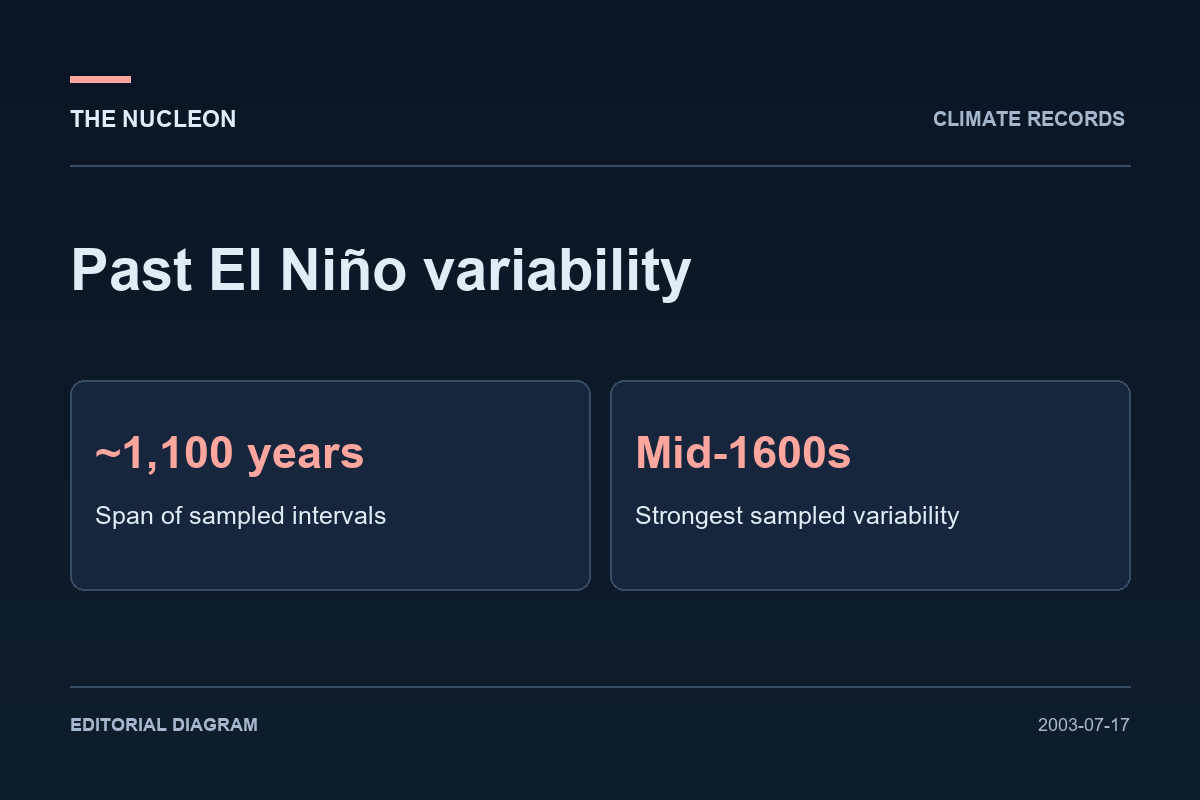 THE NUCLEON
CLIMATE RECORDS
Past El Niño variability
~1,100 years
Span of sampled intervals
Mid-1600s
Strongest sampled variability
EDITORIAL DIAGRAM
2003-07-17